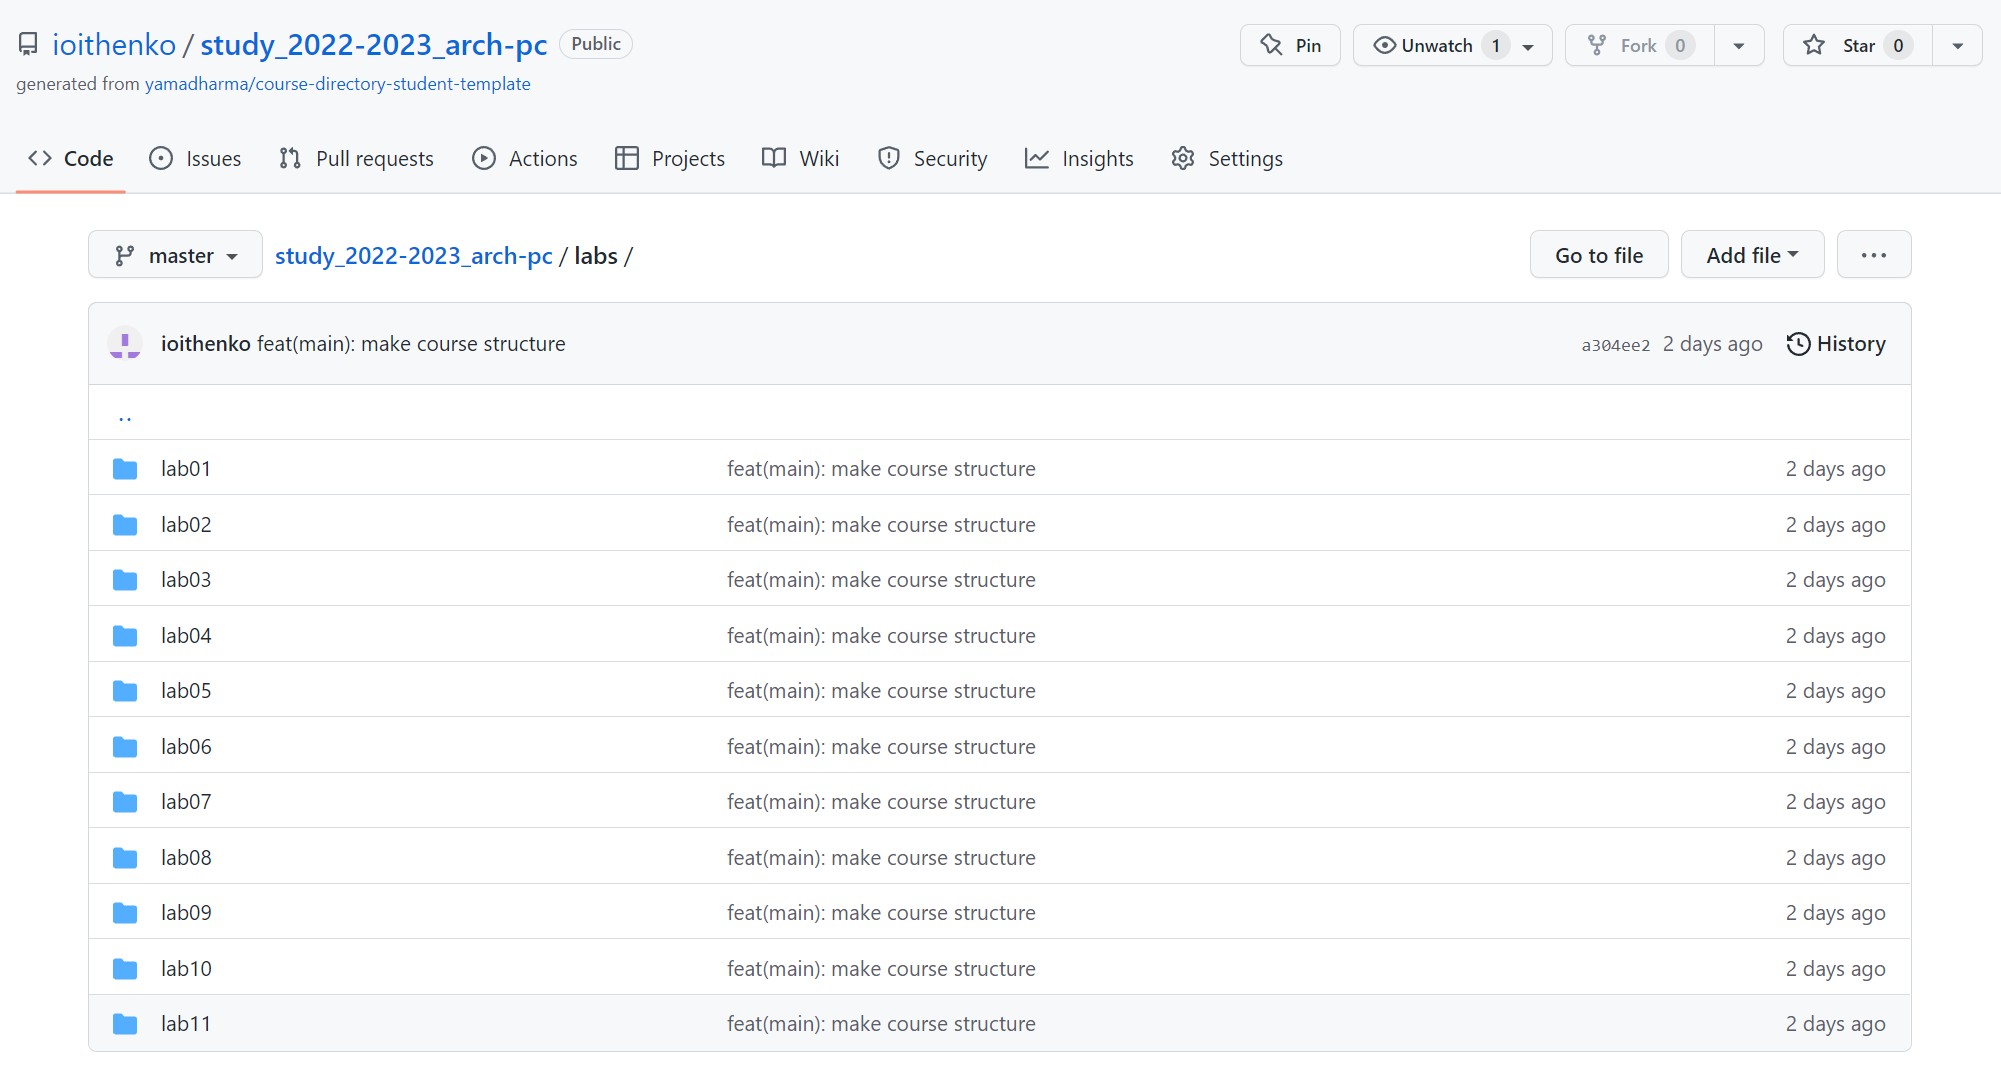 ioithenko / study_2022-2023_arch-pc Public Pin Unwatch 1 Fork 0 Star 0
generated from yamadharma/course-directory-student-template
Code Issues Pull requests Actions Projects Wiki Security Insights Settings
master study_2022-2023_arch-pc / labs / Go to file Add file ...
ioithenko feat(main): make course structure a304ee2 2 days ago History
..
lab01 feat(main): make course structure 2 days ago
lab02 feat(main): make course structure 2 days ago
lab03 feat(main): make course structure 2 days ago
lab04 feat(main): make course structure 2 days ago
lab05 feat(main): make course structure 2 days ago
lab06 feat(main): make course structure 2 days ago
lab07 feat(main): make course structure 2 days ago
lab08 feat(main): make course structure 2 days ago
lab09 feat(main): make course structure 2 days ago
lab10 feat(main): make course structure 2 days ago
lab11 feat(main): make course structure 2 days ago